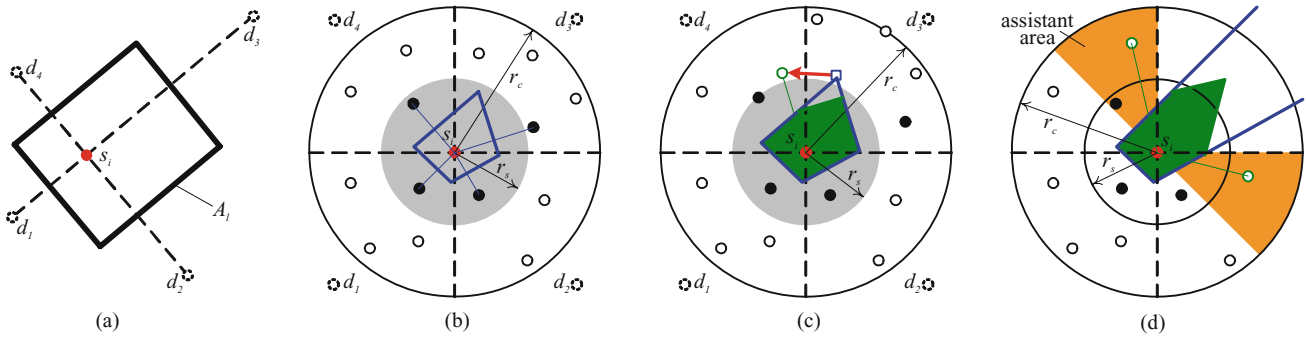 d4
d3
si
d1
A1
d2
(a)
d4
d3
rc
si
rs
d1
d2
(b)
d4
d3
rc
si
rs
d1
d2
(c)
assistant
area
rc
si
rs
(d)